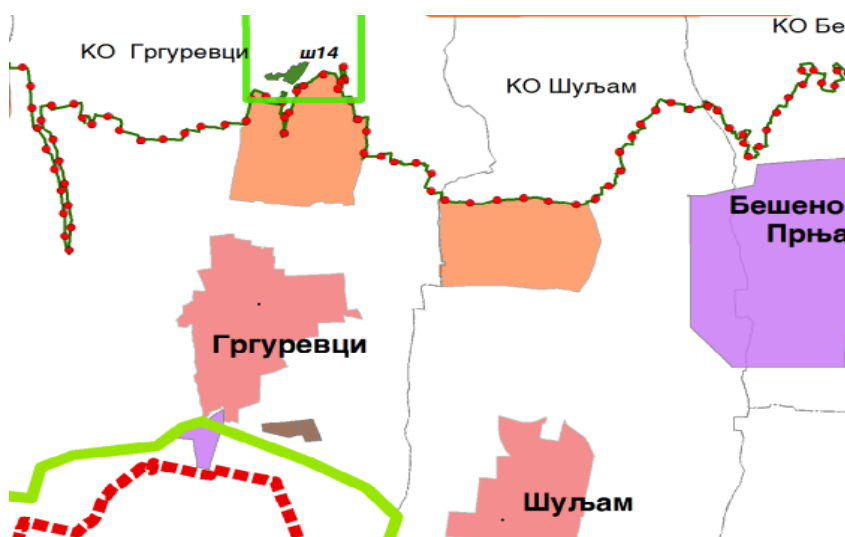 КО Бе
КО Гргуревци
ш14
КО Шуљам
Бешено
Прња
Гргуревци
Шуљам